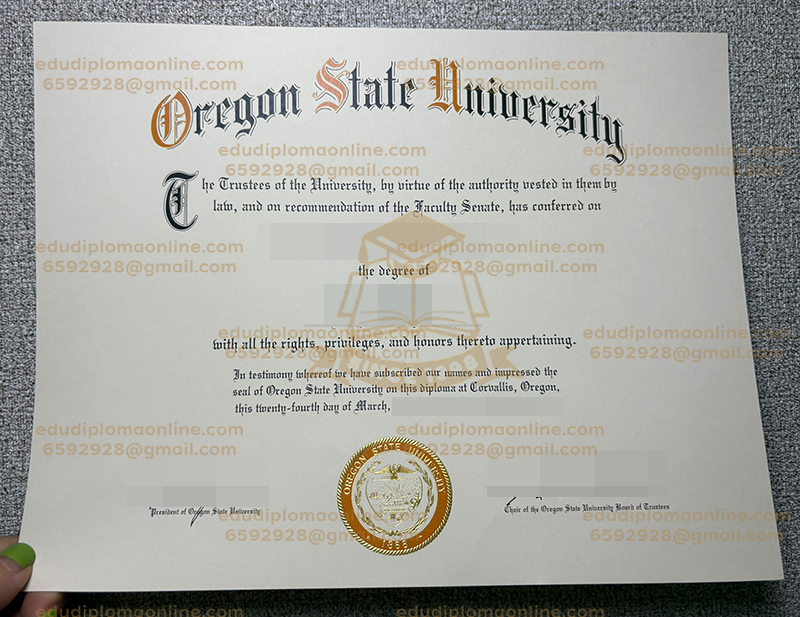 edudiplomaonline.com edudiplomaonline.com
6592928@gmail.com 6592928@gmail.com
Oregon State University
edudiplomaonline.com edudiplomaonline.com
6592928@gmail.com 6592928@gmail.com
The Trustees of the University, by virtue of the authority vested in them by
law, and on recommendation of the Faculty Senate, has conferred on
edudiplomaonline.com edudiplomaonline.com
6592928@gmail.com 6592928@gmail.com
the degree of
edudiplomaonline.com edudiplomaonline.com
6592928@gmail.com 6592928@gmail.com
with all the rights, privileges, and honors thereto appertaining.
In testimony whereof we have subscribed our names and impressed the
seal of Oregon State University on this diploma at Corvallis, Oregon,
this twenty-fourth day of March,
edudiplomaonline.com edudiplomaonline.com
6592928@gmail.com 6592928@gmail.com
OREGON STATE UNIVERSITY
1868
President of Oregon State University
Chair of the Oregon State University Board of Trustees
edudiplomaonline.com edudiplomaonline.com
6592928@gmail.com 6592928@gmail.com
edudiplomaonline.com edudiplomaonline.com